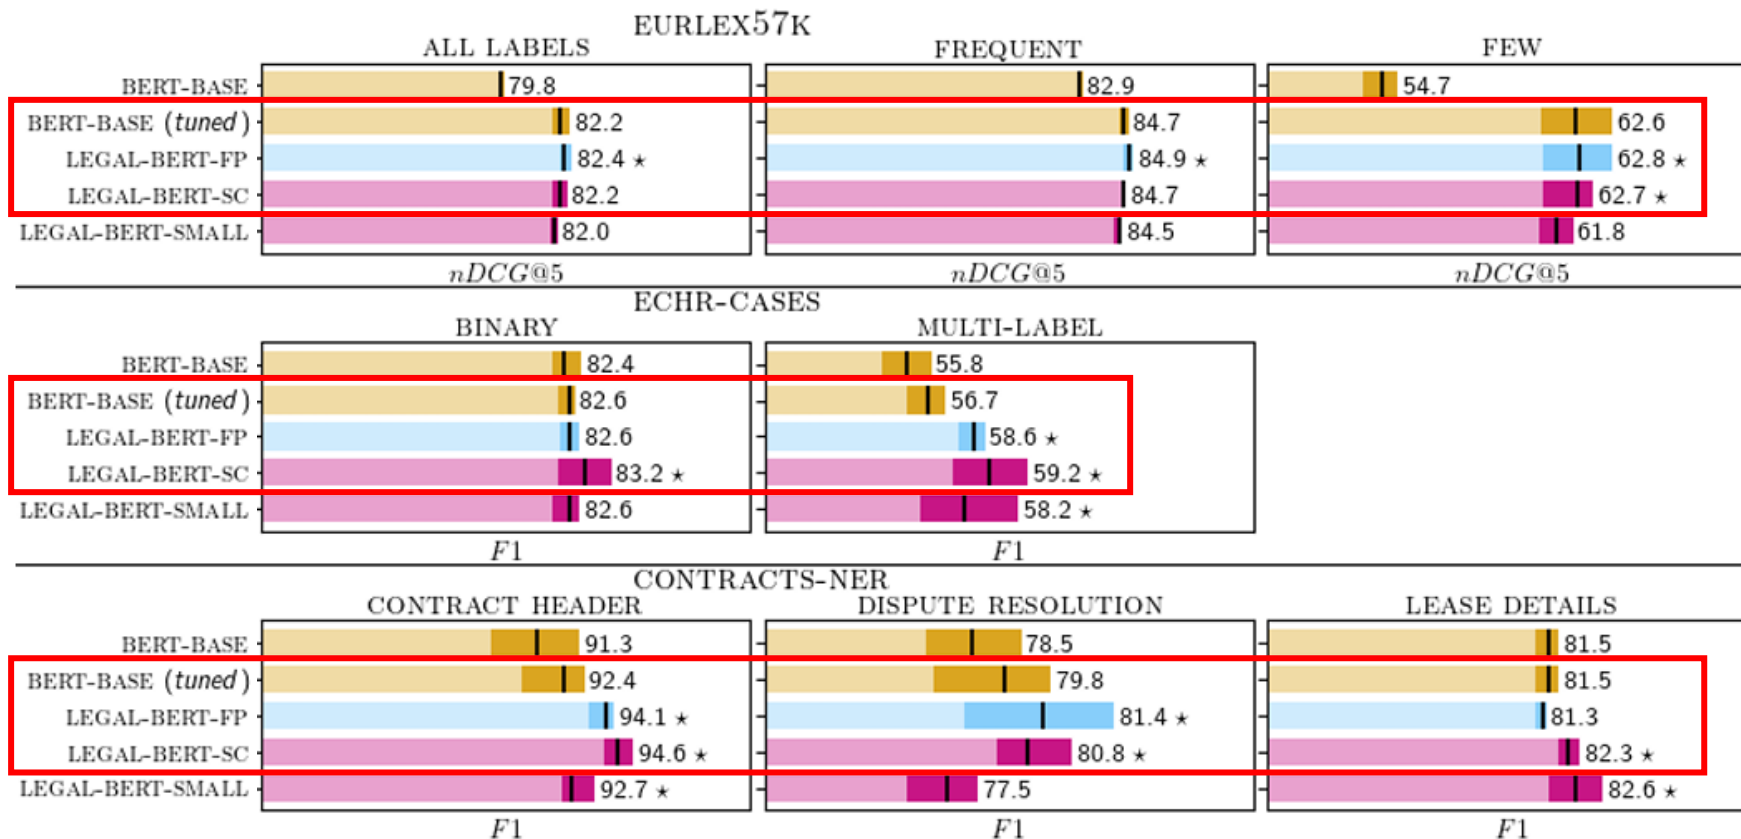 EURLEX57K
ALL LABELS FREQUENT FEW
BERT-BASE 79.8 82.9 54.7
BERT-BASE (tuned) 82.2 84.7 62.6
LEGAL-BERT-FP 82.4 ⋆ 84.9 ⋆ 62.8 ⋆
LEGAL-BERT-SC 82.2 84.7 62.7 ⋆
LEGAL-BERT-SMALL 82.0 84.5 61.8
nDCG@5 nDCG@5 nDCG@5
ECHR-CASES
BINARY MULTI-LABEL
BERT-BASE 82.4 55.8
BERT-BASE (tuned) 82.6 56.7
LEGAL-BERT-FP 82.6 58.6 ⋆
LEGAL-BERT-SC 83.2 ⋆ 59.2 ⋆
LEGAL-BERT-SMALL 82.6 58.2 ⋆
F1 F1
CONTRACTS-NER
CONTRACT HEADER DISPUTE RESOLUTION LEASE DETAILS
BERT-BASE 91.3 78.5 81.5
BERT-BASE (tuned) 92.4 79.8 81.5
LEGAL-BERT-FP 94.1 ⋆ 81.4 ⋆ 81.3
LEGAL-BERT-SC 94.6 ⋆ 80.8 ⋆ 82.3 ⋆
LEGAL-BERT-SMALL 92.7 ⋆ 77.5 82.6 ⋆
F1 F1 F1